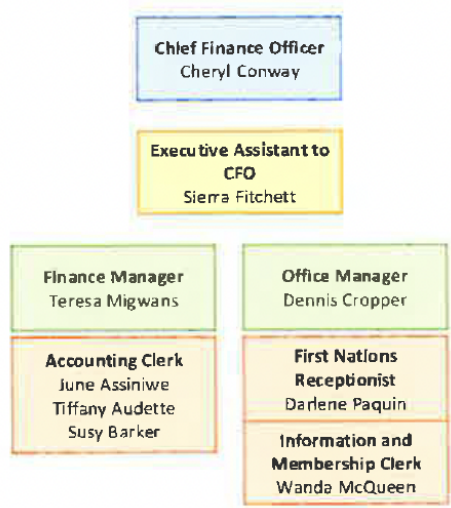 Chief Finance Officer
Cheryl Conway
Executive Assistant to
CFO
Sierra Fitchett
Finance Manager
Teresa Migwans
Office Manager
Dennis Cropper
Accounting Clerk
June Assiniwe
Tiffany Audette
Susy Barker
First Nations
Receptionist
Darlene Paquin
Information and
Membership Clerk
Wanda McQueen